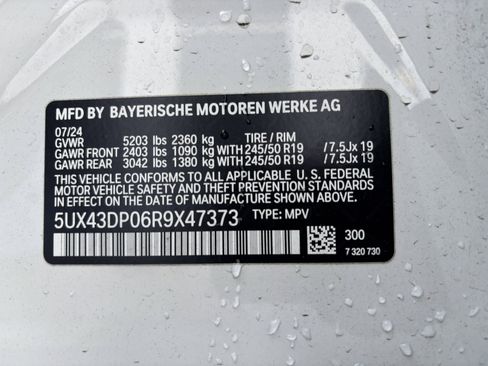 MFD BY BAYERISCHE MOTOREN WERKE AG
07/24
GVWR 5203 lbs 2360 kg TIRE / RIM
GAWR FRONT 2403 lbs 1090 kg WITH 245/50 R19 /7.5Jx 19
GAWR REAR 3042 lbs 1380 kg WITH 245/50 R19 /7.5Jx 19
THIS VEHICLE CONFORMS TO ALL APPLICABLE U. S. FEDERAL
MOTOR VEHICLE SAFETY, BUMPER, AND THEFT PREVENTION STANDARDS
IN EFFECT ON THE DATE OF MANUFACTURE SHOWN ABOVE.
5UX43DP06R9X47373 TYPE: MPV
300
7 320 730